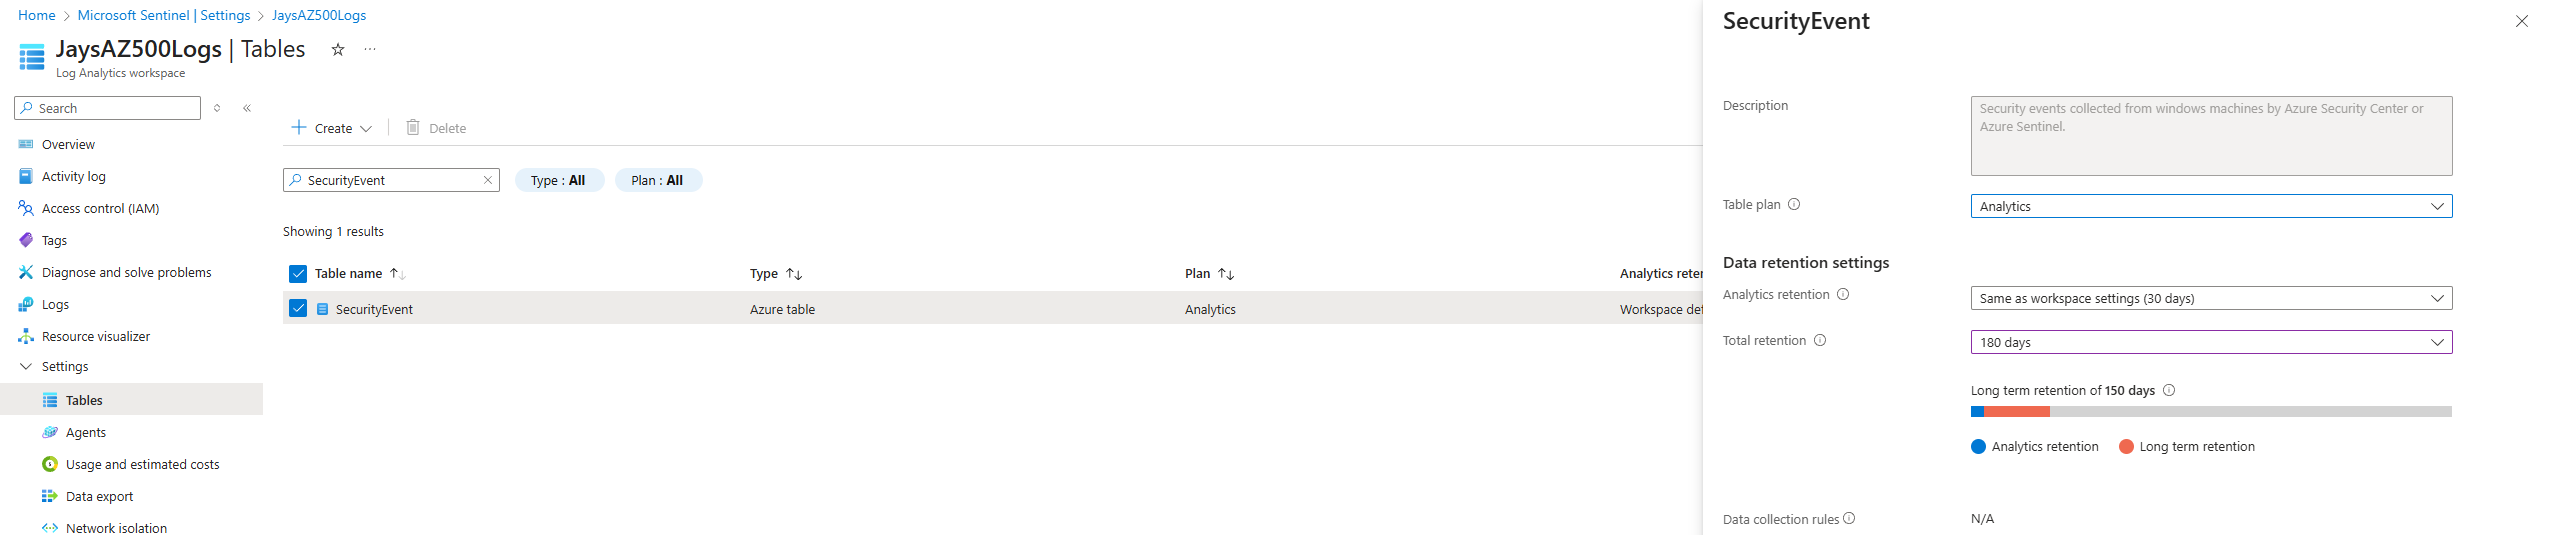 Home > Microsoft Sentinel | Settings > JaysAZ500Logs
JaysAZ500Logs | Tables
Log Analytics workspace
Search
Overview
Activity log
Access control (IAM)
Tags
Diagnose and solve problems
Logs
Resource visualizer
Settings
Tables
Agents
Usage and estimated costs
Data export
Network isolation
Create
Delete
SecurityEvent
Type : All
Plan : All
Showing 1 results
Table name Type Plan Analytics reter
SecurityEvent Azure table Analytics Workspace def
SecurityEvent
Description
Security events collected from windows machines by Azure Security Center or
Azure Sentinel.
Table plan
Analytics
Data retention settings
Analytics retention
Same as workspace settings (30 days)
Total retention
180 days
Long term retention of 150 days
Analytics retention
Long term retention
Data collection rules
N/A